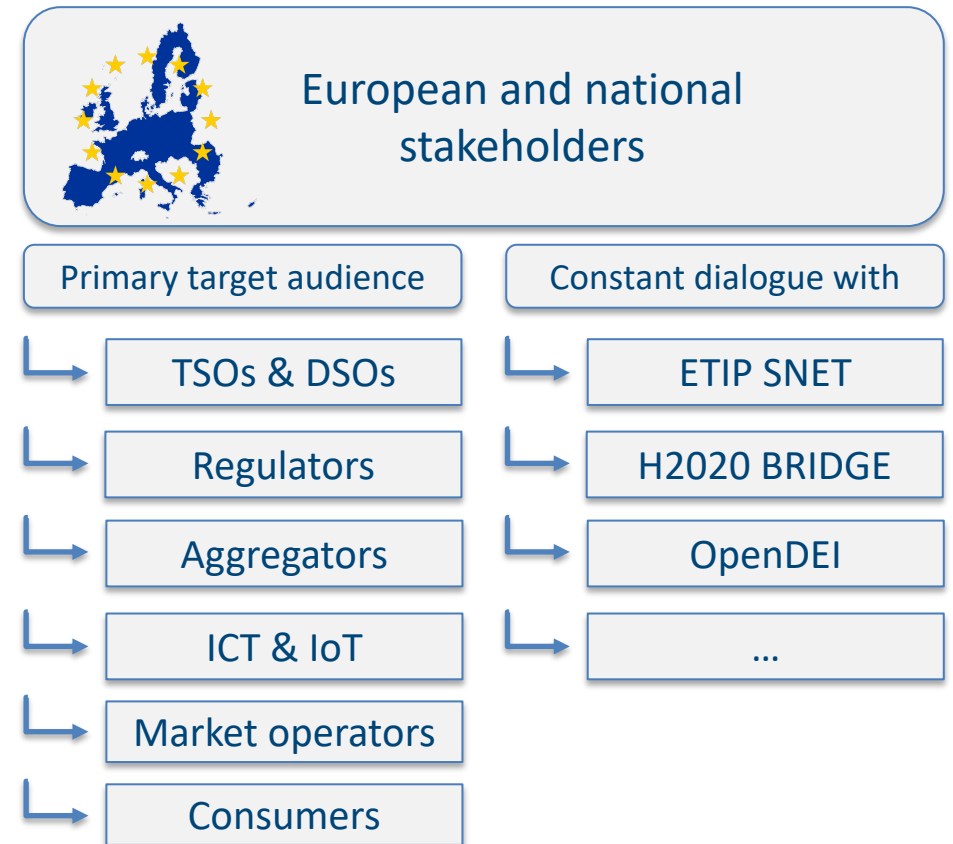 European and national
stakeholders
Primary target audience
TSOs & DSOs
Regulators
Aggregators
ICT & IoT
Market operators
Consumers
Constant dialogue with
ETIP SNET
H2020 BRIDGE
OpenDEI
...